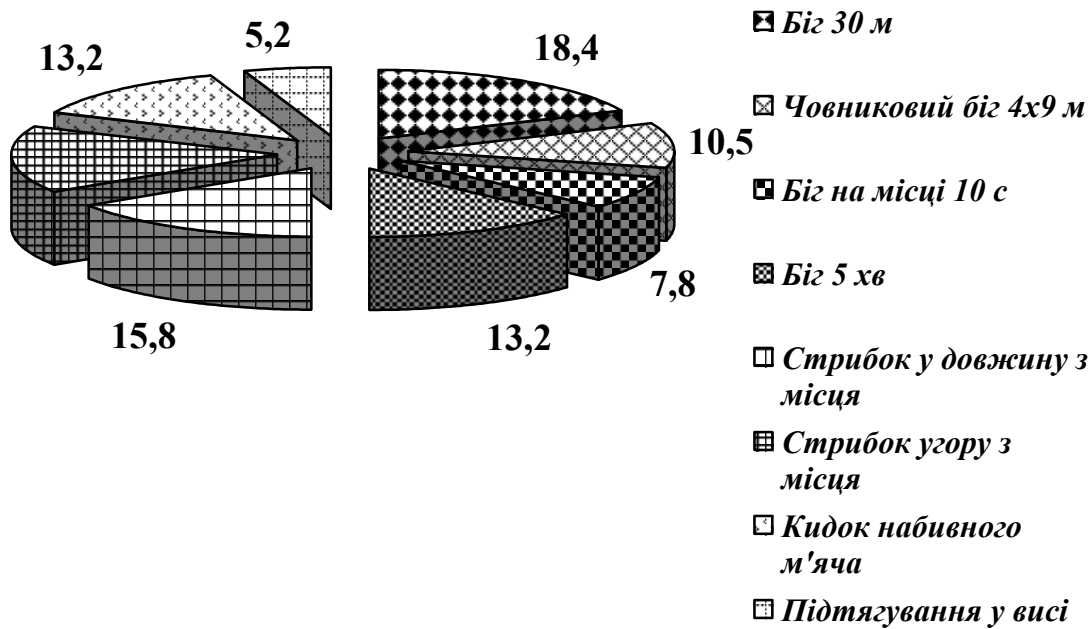 5,2
13,2
18,4
10,5
7,8
13,2
15,8
Біг 30 м
Човниковий біг 4х9 м
Біг на місці 10 с
Біг 5 хв
Стрибок у довжину з
місця
Стрибок угору з
місця
Кидок набивного
м'яча
Підтягування у висі